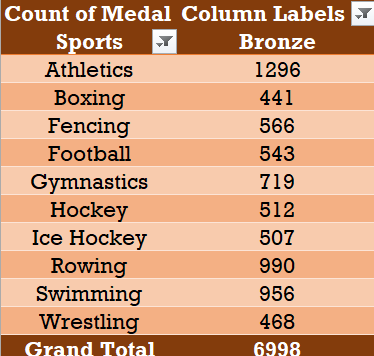 Count of Medal Column Labels
Sports Bronze
Athletics 1296
Boxing 441
Fencing 566
Football 543
Gymnastics 719
Hockey 512
Ice Hockey 507
Rowing 990
Swimming 956
Wrestling 468
Grand Total 6998